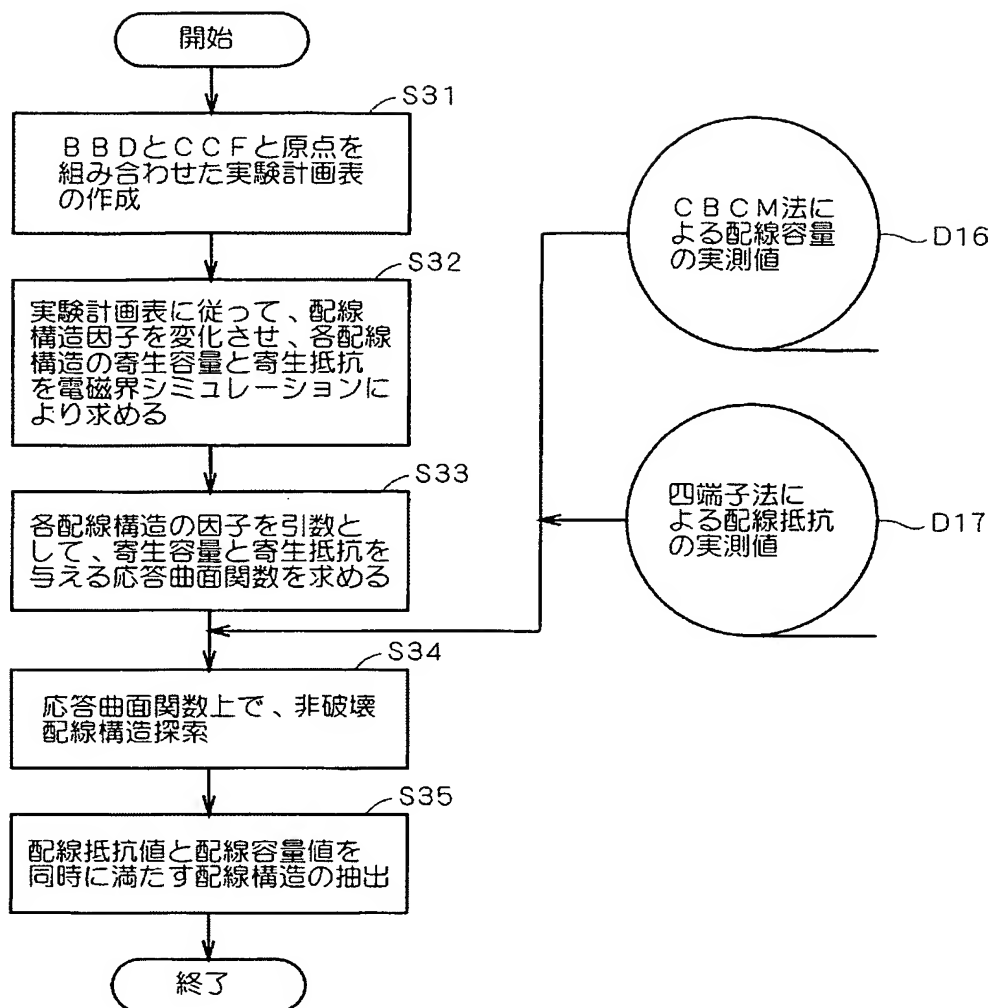 開始
S31
BBDとCCFと原点を
組み合わせた実験計画表
の作成
S32
実験計画表に従って、配線
構造因子を変化させ、各配線
構造の寄生容量と寄生抵抗
を電磁界シミュレーションに
より求める
S33
各配線構造の因子を引数と
して、寄生容量と寄生抵抗を
与える応答曲面関数を求める
CBCM法に
よる配線容量
の実測値
D16
四端子法に
よる配線抵抗
の実測値
D17
S34
応答曲面関数上で、非破壊
配線構造探索
S35
配線抵抗値と配線容量値を
同時に満たす配線構造の抽出
終了